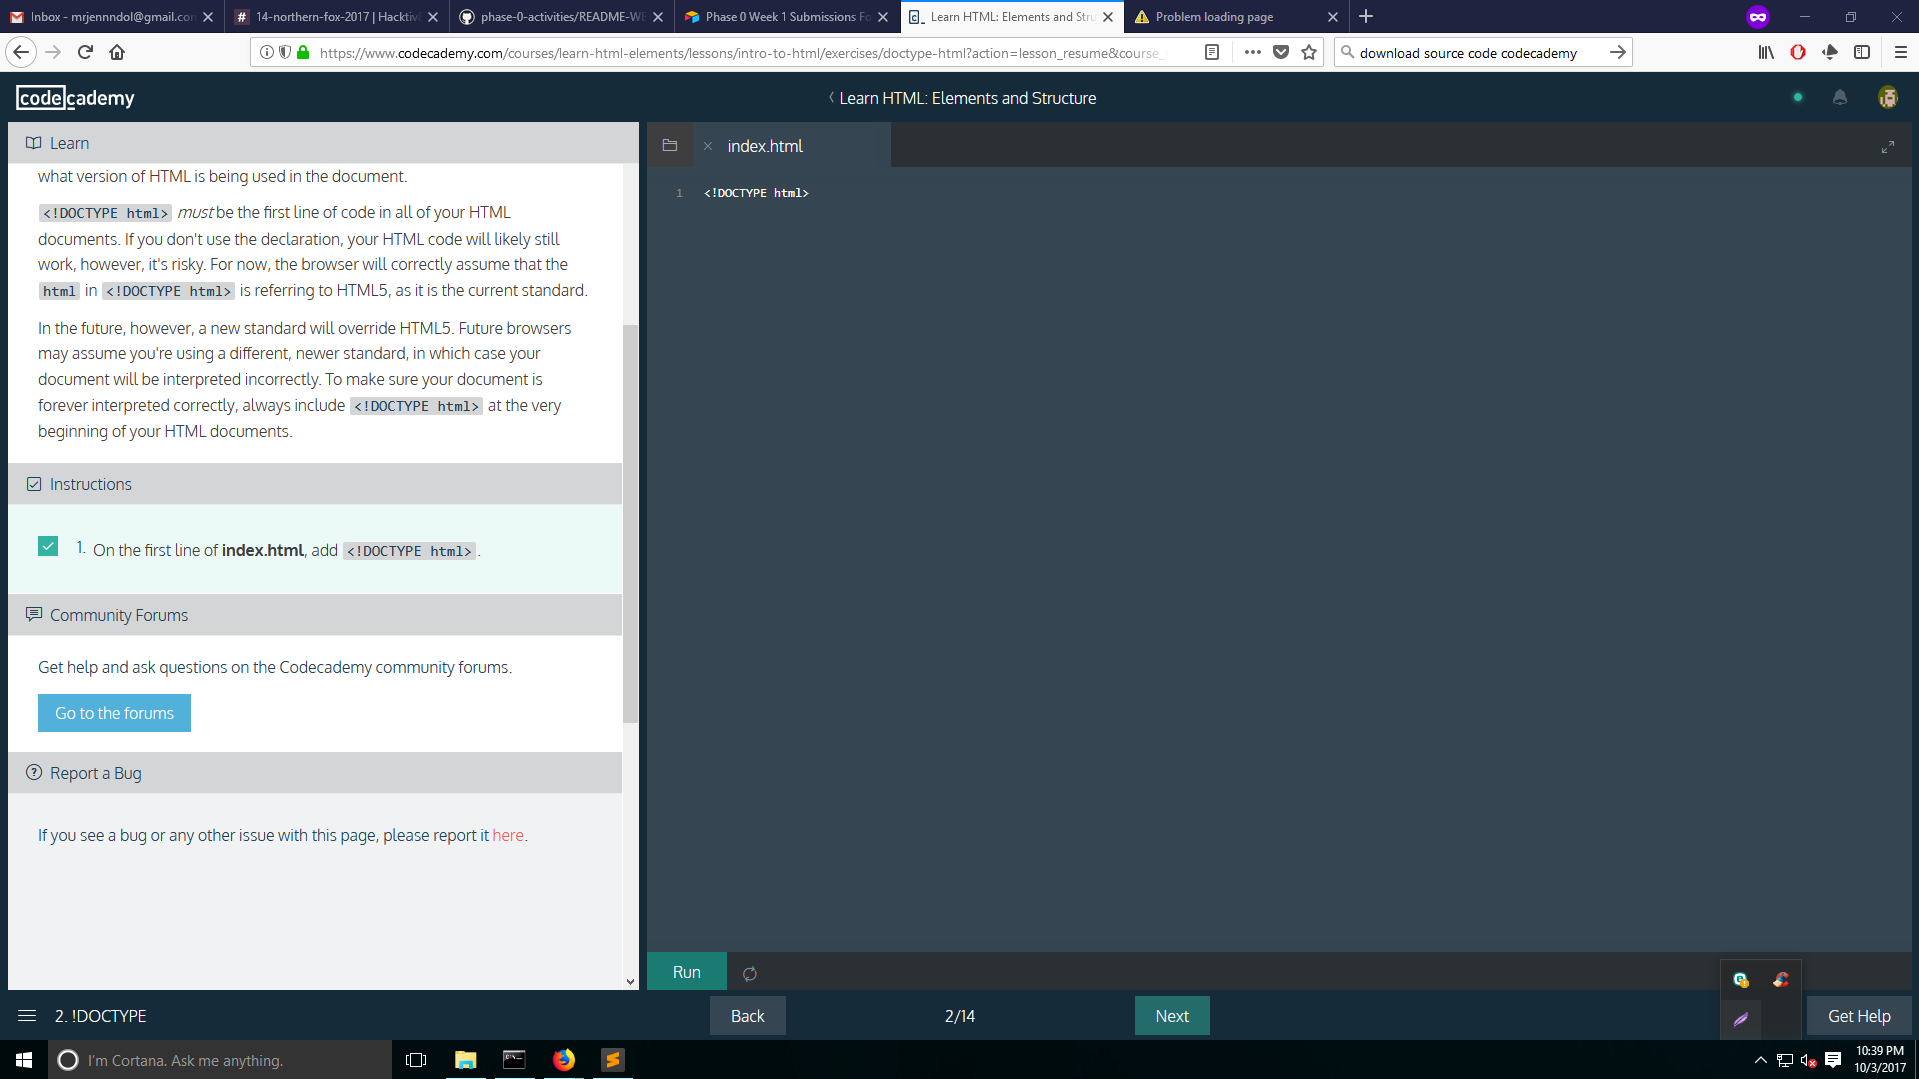 Inbox - mrjennndol@gmail.con
14-northern-fox-2017 | Hacktiv
phase-0-activities/README-WE
Phase 0 Week 1 Submissions Fo
Learn HTML: Elements and Stru
Problem loading page
https://www.codecademy.com/courses/learn-html-elements/lessons/intro-to-html/exercises/doctype-html?action=lesson_resume&course_
download source code codecademy
codecademy
Learn HTML: Elements and Structure
Learn
index.html
what version of HTML is being used in the document.
1 <!DOCTYPE html>
<!DOCTYPE html> must be the first line of code in all of your HTML
documents. If you don't use the declaration, your HTML code will likely still
work, however, it's risky. For now, the browser will correctly assume that the
html in <!DOCTYPE html> is referring to HTML5, as it is the current standard.
In the future, however, a new standard will override HTML5. Future browsers
may assume you're using a different, newer standard, in which case your
document will be interpreted incorrectly. To make sure your document is
forever interpreted correctly, always include <!DOCTYPE html> at the very
beginning of your HTML documents.
Instructions
1. On the first line of index.html, add <!DOCTYPE html>.
Community Forums
Get help and ask questions on the Codecademy community forums.
Go to the forums
Report a Bug
If you see a bug or any other issue with this page, please report it here.
Run
2. !DOCTYPE
Back
2/14
Next
Get Help
I'm Cortana. Ask me anything.
10:39 PM
10/3/2017